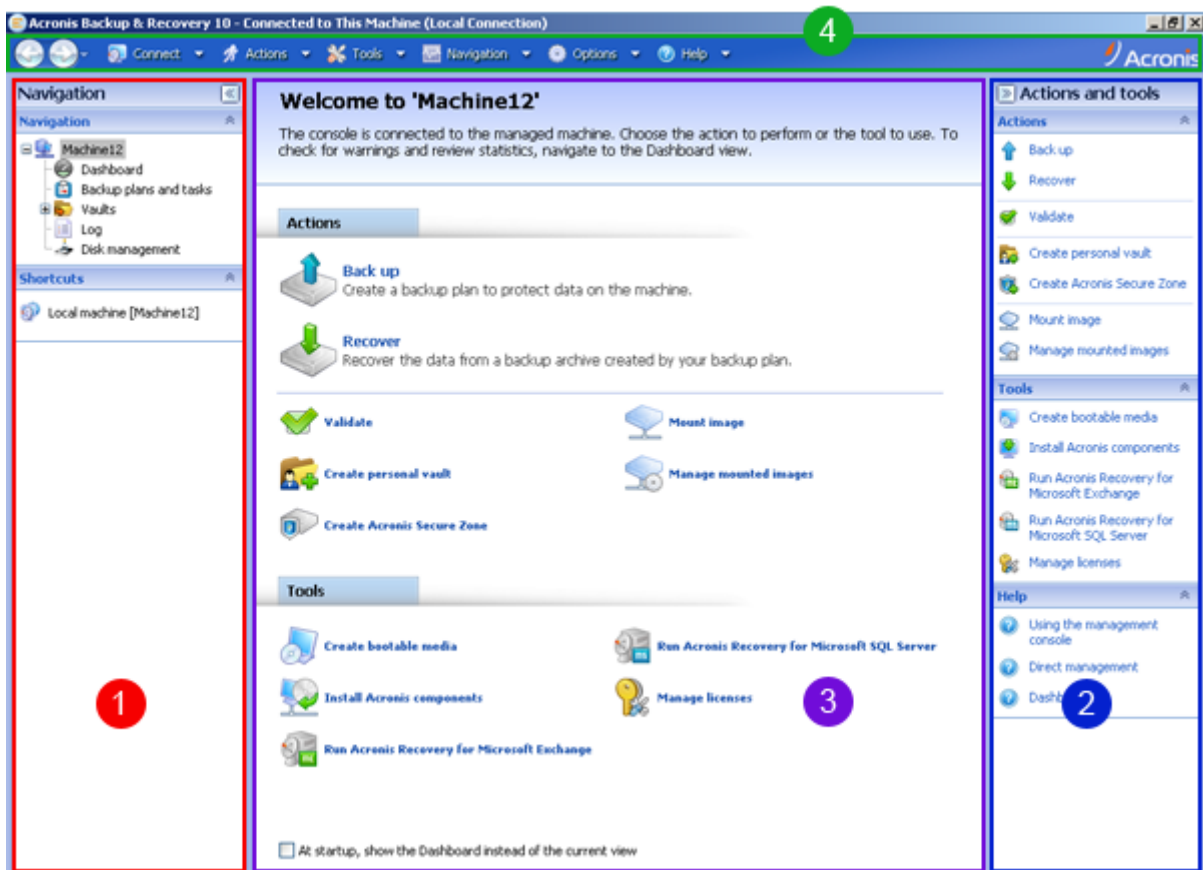 Acronis Backup & Recovery 10 - Connected to This Machine (Local Connection)
4
Connect
Actions
Tools
Navigation
Options
Help
Acronis
Navigation
Navigation
Machine12
Dashboard
Backup plans and tasks
Vaults
Log
Disk management
Shortcuts
Local machine [Machine12]
1
Welcome to 'Machine12'
The console is connected to the managed machine. Choose the action to perform or the tool to use. To
check for warnings and review statistics, navigate to the Dashboard view.
Actions
Back up
Create a backup plan to protect data on the machine.
Recover
Recover the data from a backup archive created by your backup plan.
Validate
Mount image
Create personal vault
Manage mounted images
Create Acronis Secure Zone
Tools
Create bootable media
Run Acronis Recovery for Microsoft SQL Server
Install Acronis components
Manage licenses
3
Run Acronis Recovery for Microsoft Exchange
At startup, show the Dashboard instead of the current view
Actions and tools
Actions
Back up
Recover
Validate
Create personal vault
Create Acronis Secure Zone
Mount image
Manage mounted images
Tools
Create bootable media
Install Acronis components
Run Acronis Recovery for
Microsoft Exchange
Run Acronis Recovery for
Microsoft SQL Server
Manage licenses
Help
Using the management
console
Direct management
2